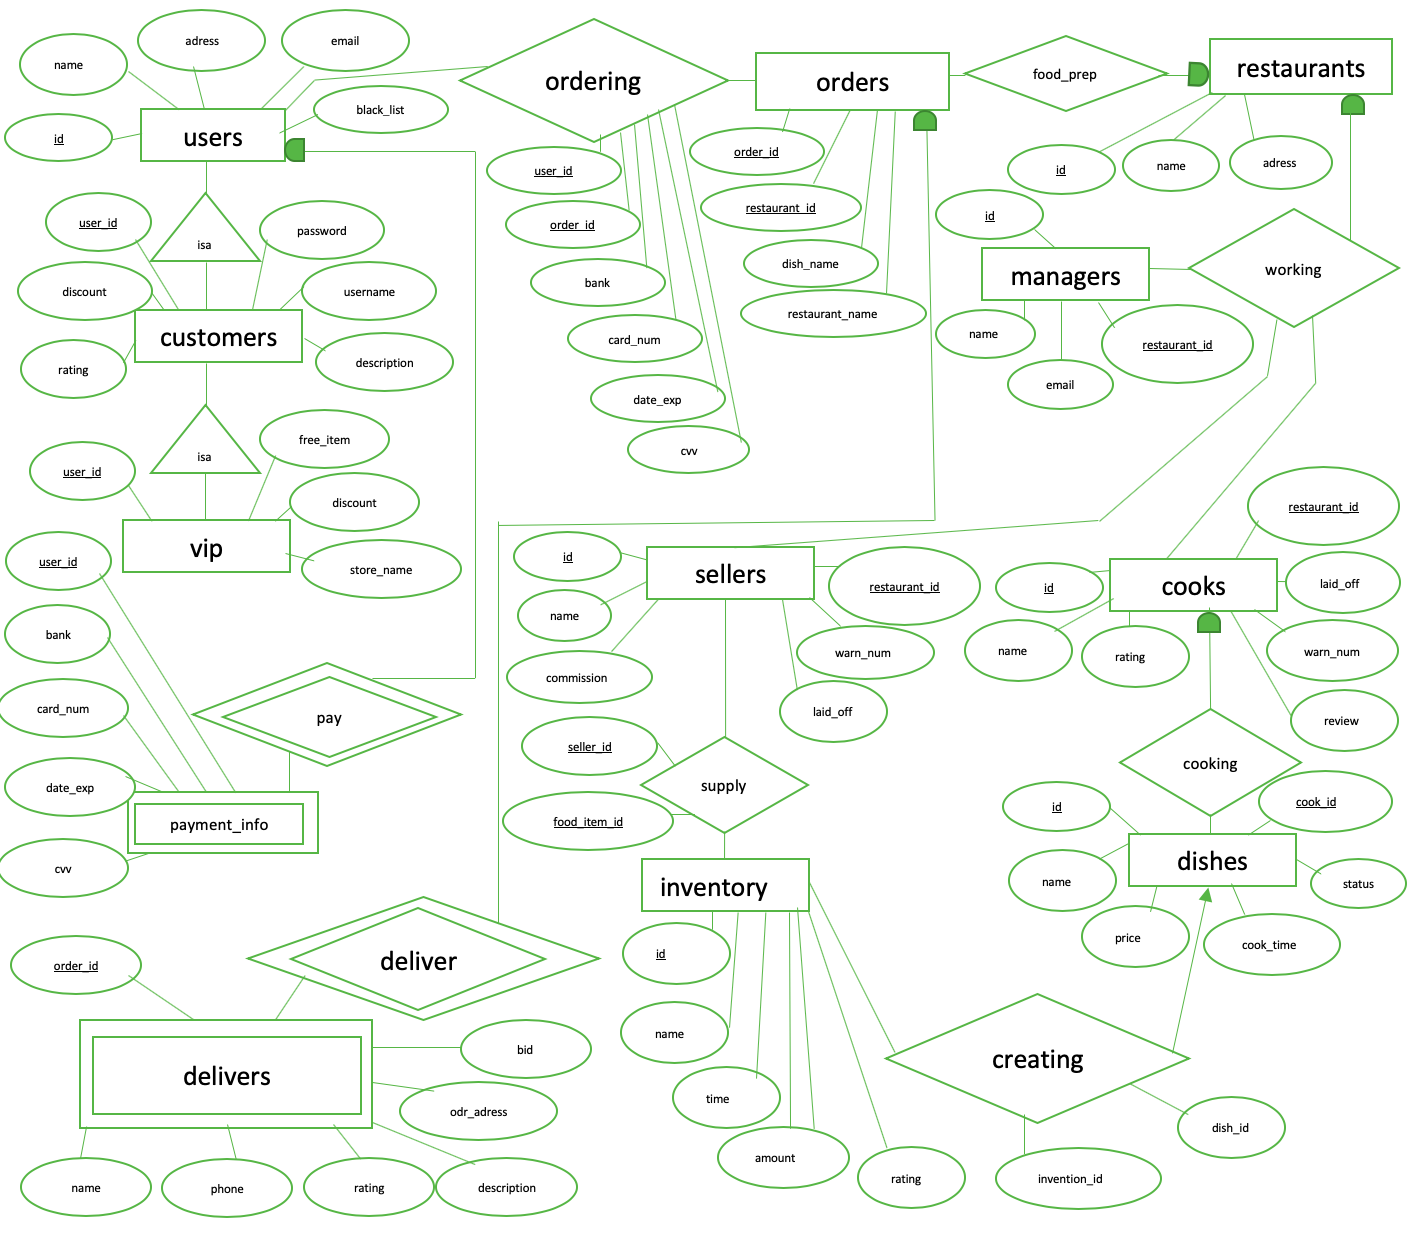 name
adress
email
id
users
black_list
ordering
orders
food_prep
restaurants
id
name
adress
user_id
order_id
bank
card_num
date_exp
cvv
order_id
restaurant_id
dish_name
restaurant_name
id
managers
name
email
restaurant_id
working
isa
user_id
password
discount
username
customers
rating
description
isa
user_id
free_item
discount
vip
store_name
user_id
bank
card_num
date_exp
cvv
pay
payment_info
id
name
commission
sellers
restaurant_id
warn_num
laid_off
seller_id
food_item_id
supply
restaurant_id
laid_off
id
cooks
name
rating
warn_num
review
cooking
id
cook_id
name
dishes
status
price
cook_time
inventory
id
name
time
amount
rating
creating
dish_id
invention_id
deliver
order_id
delivers
bid
odr_adress
name
phone
rating
description